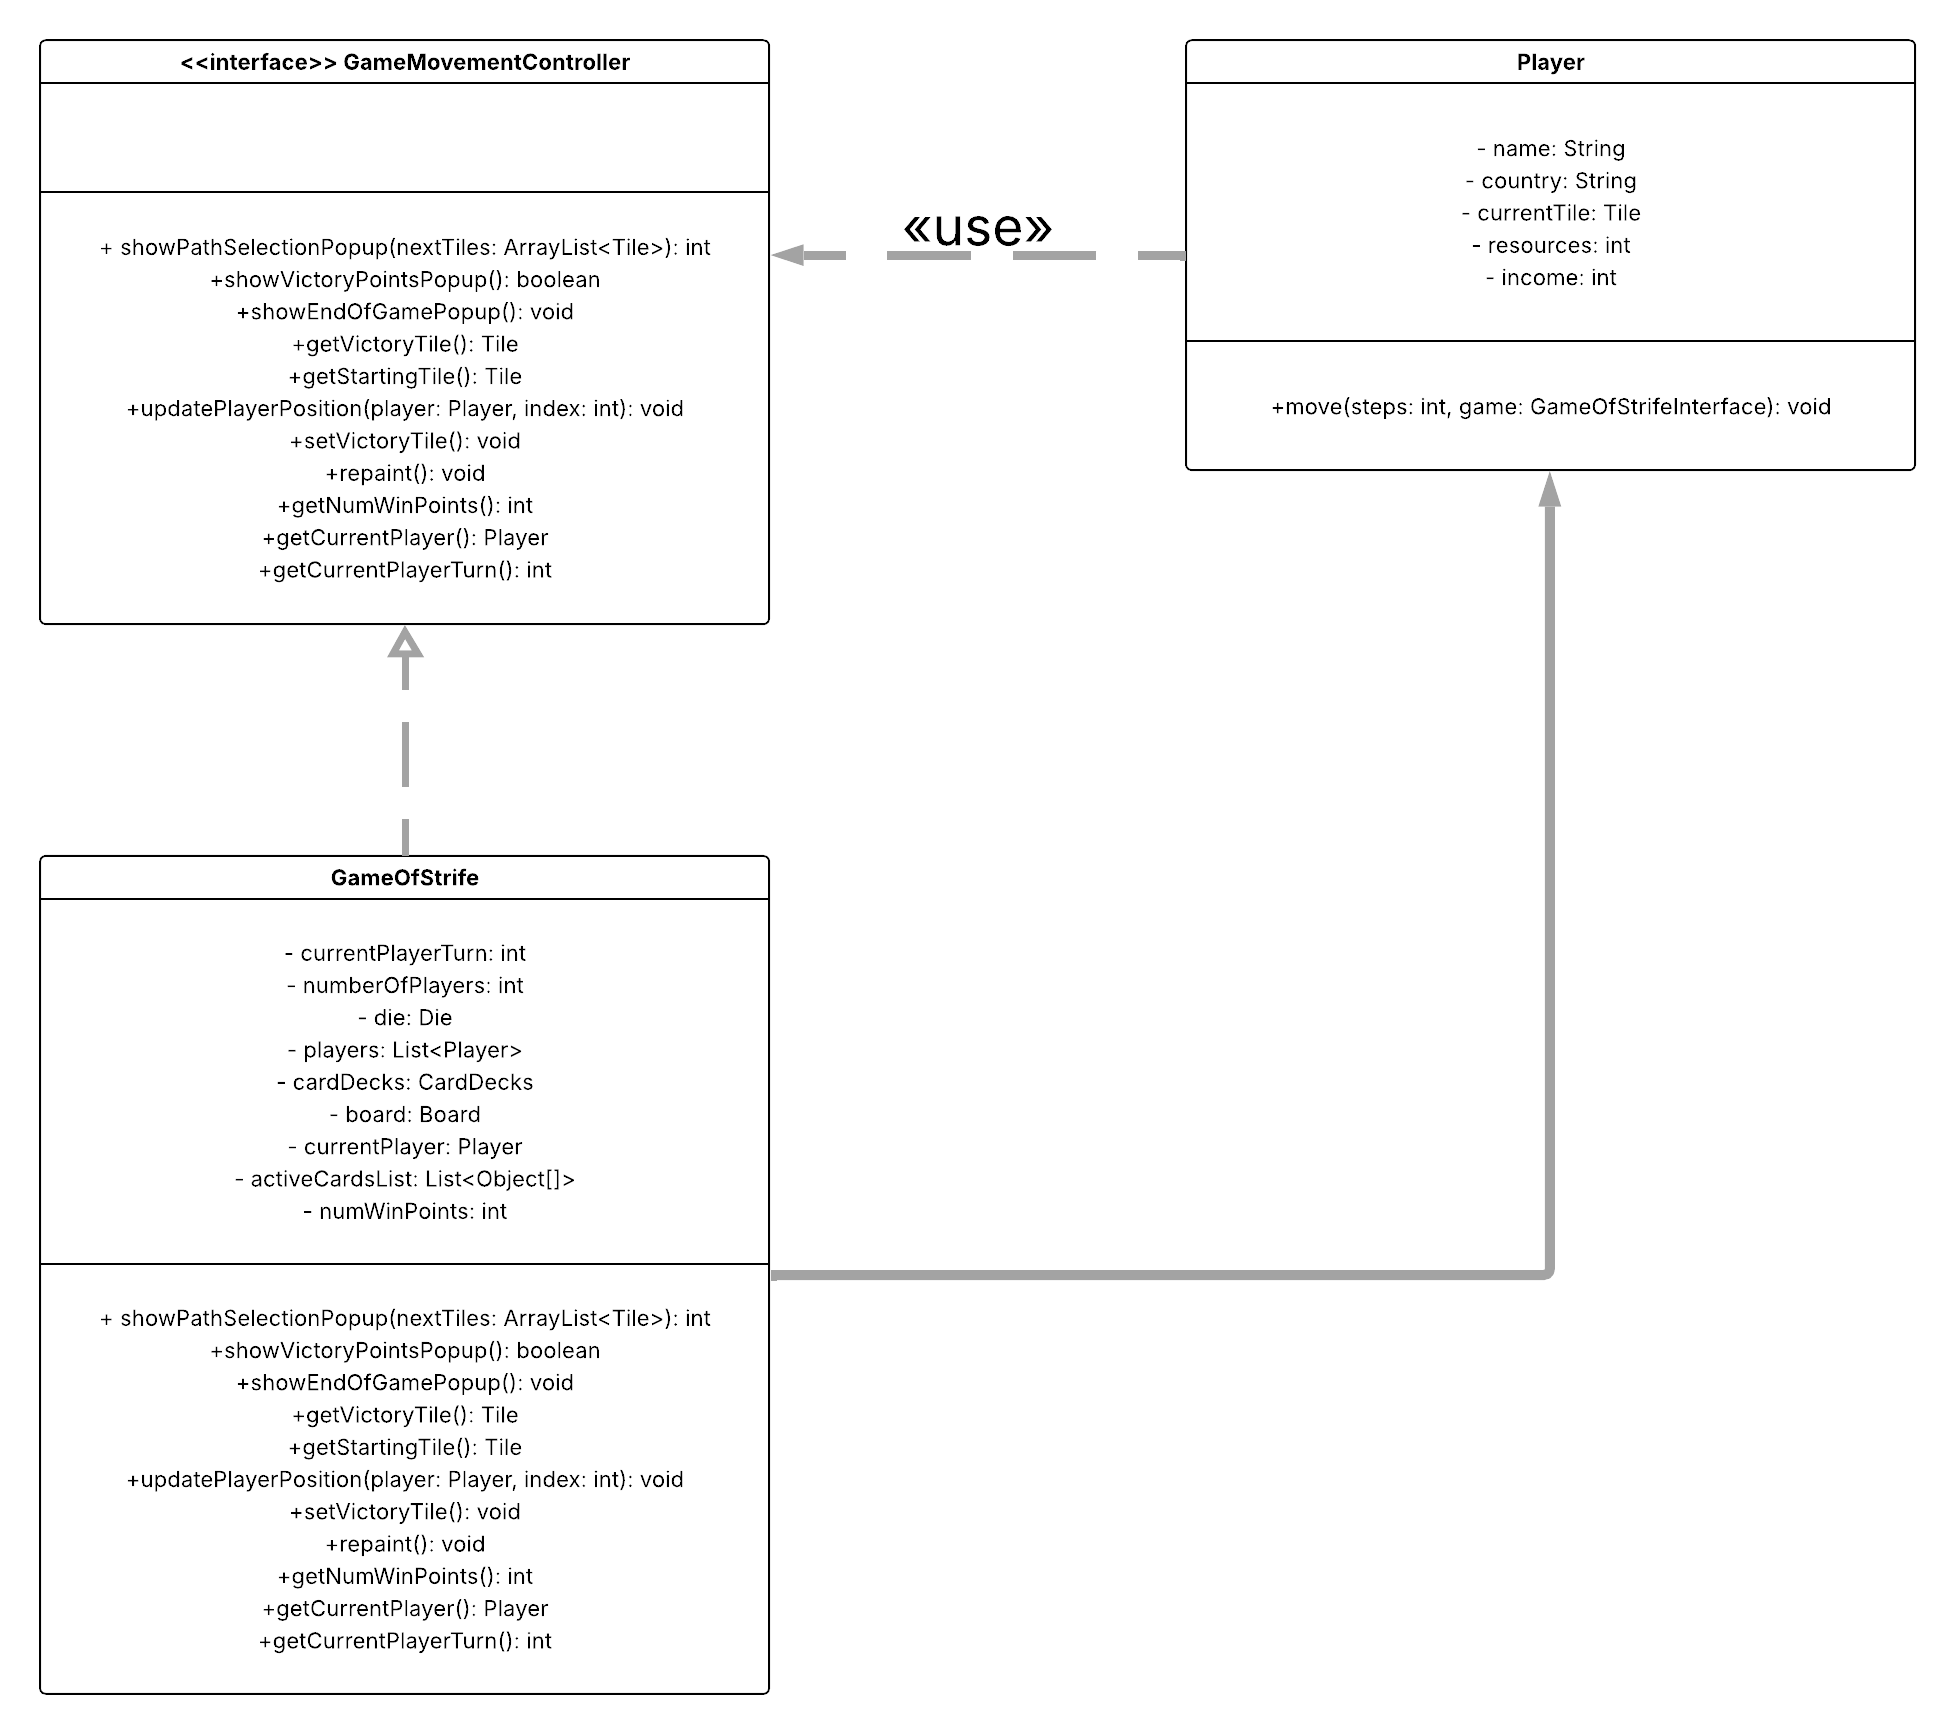 <<interface>> GameMovementController
+ showPathSelectionPopup(nextTiles: ArrayList<Tile>): int
+showVictoryPointsPopup(): boolean
+showEndOfGamePopup(): void
+getVictoryTile(): Tile
+getStartingTile(): Tile
+updatePlayerPosition(player: Player, index: int): void
+setVictoryTile(): void
+repaint(): void
+getNumWinPoints(): int
+getCurrentPlayer(): Player
+getCurrentPlayerTurn(): int
«use»
Player
- name: String
- country: String
- currentTile: Tile
- resources: int
- income: int
+move(steps: int, game: GameOfStrifeInterface): void
GameOfStrife
- currentPlayerTurn: int
- numberOfPlayers: int
- die: Die
- players: List<Player>
- cardDecks: CardDecks
- board: Board
- currentPlayer: Player
- activeCardsList: List<Object[]>
- numWinPoints: int
+ showPathSelectionPopup(nextTiles: ArrayList<Tile>): int
+showVictoryPointsPopup(): boolean
+showEndOfGamePopup(): void
+getVictoryTile(): Tile
+getStartingTile(): Tile
+updatePlayerPosition(player: Player, index: int): void
+setVictoryTile(): void
+repaint(): void
+getNumWinPoints(): int
+getCurrentPlayer(): Player
+getCurrentPlayerTurn(): int